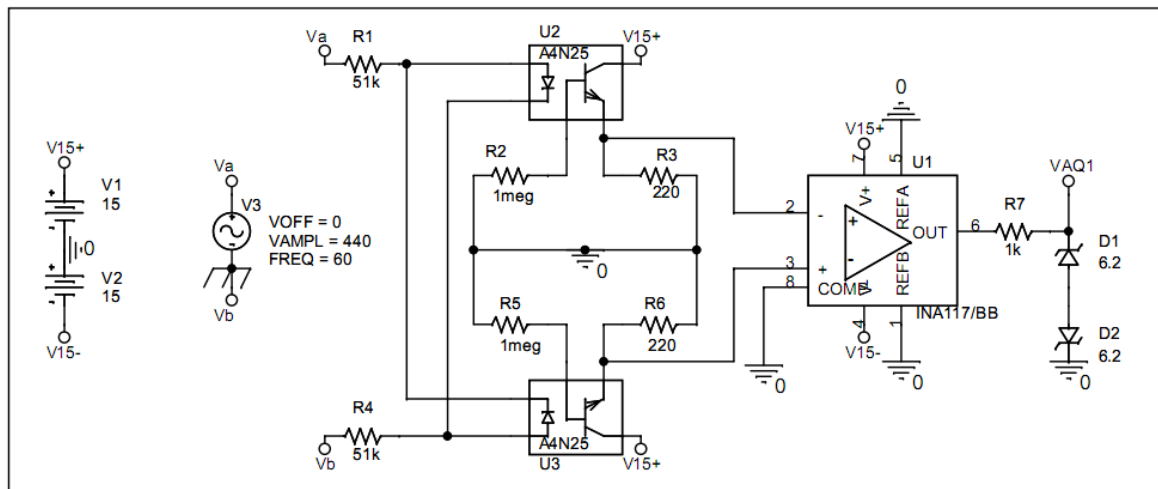 V15+
V1
15
0
V2
15
V15-
Va
V3
VOFF = 0
VAMPL = 440
FREQ = 60
Vb
Va
R1
51k
R4
51k
Vb
U2
A4N25
V15+
R2
1meg
R3
220
0
R5
1meg
R6
220
A4N25
U3
V15+
0
V15+
7
5
U1
V+
REFA
2
-
+
-
OUT
6
3
+
8
COMP
V-
REFB
INA117/BB
4
1
V15-
0
0
R7
1k
VAQ1
D1
6.2
D2
6.2
0